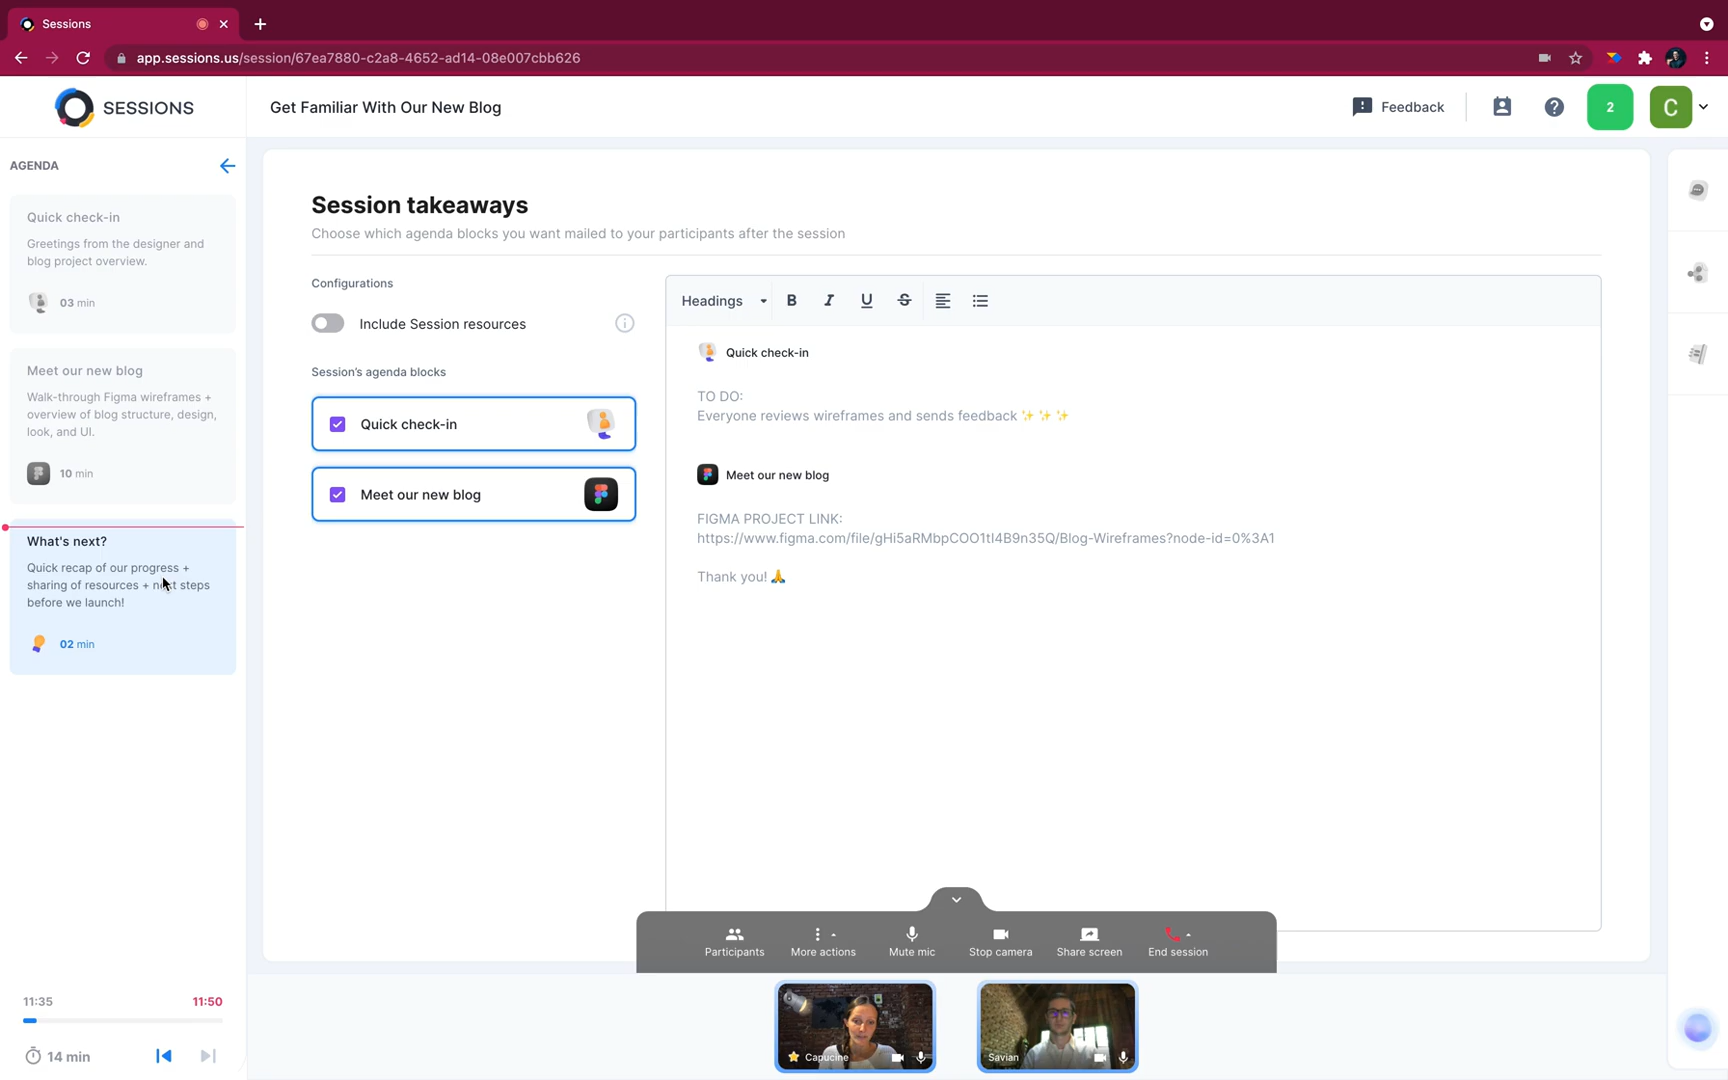 Sessions
app.sessions.us/session/67ea7880-c2a8-4652-ad14-08e007cbb626
SESSIONS
Get Familiar With Our New Blog
Feedback
2
C
AGENDA
Quick check-in
Greetings from the designer and
blog project overview.
03 min
Meet our new blog
Walk-through Figma wireframes +
overview of blog structure, design,
look, and UI.
10 min
What's next?
Quick recap of our progress +
sharing of resources + next steps
before we launch!
02 min
11:35
11:50
14 min
Session takeaways
Choose which agenda blocks you want mailed to your participants after the session
Configurations
Include Session resources
Session's agenda blocks
Quick check-in
Meet our new blog
Headings
B
I
U
S
Quick check-in
TO DO:
Everyone reviews wireframes and sends feedback ✨ ✨ ✨
Meet our new blog
FIGMA PROJECT LINK:
https://www.figma.com/file/gHi5aRMbpCOO1tI4B9n35Q/Blog-Wireframes?node-id=0%3A1
Thank you! 🙏
Participants
More actions
Mute mic
Stop camera
Share screen
End session
Capucine
Savian